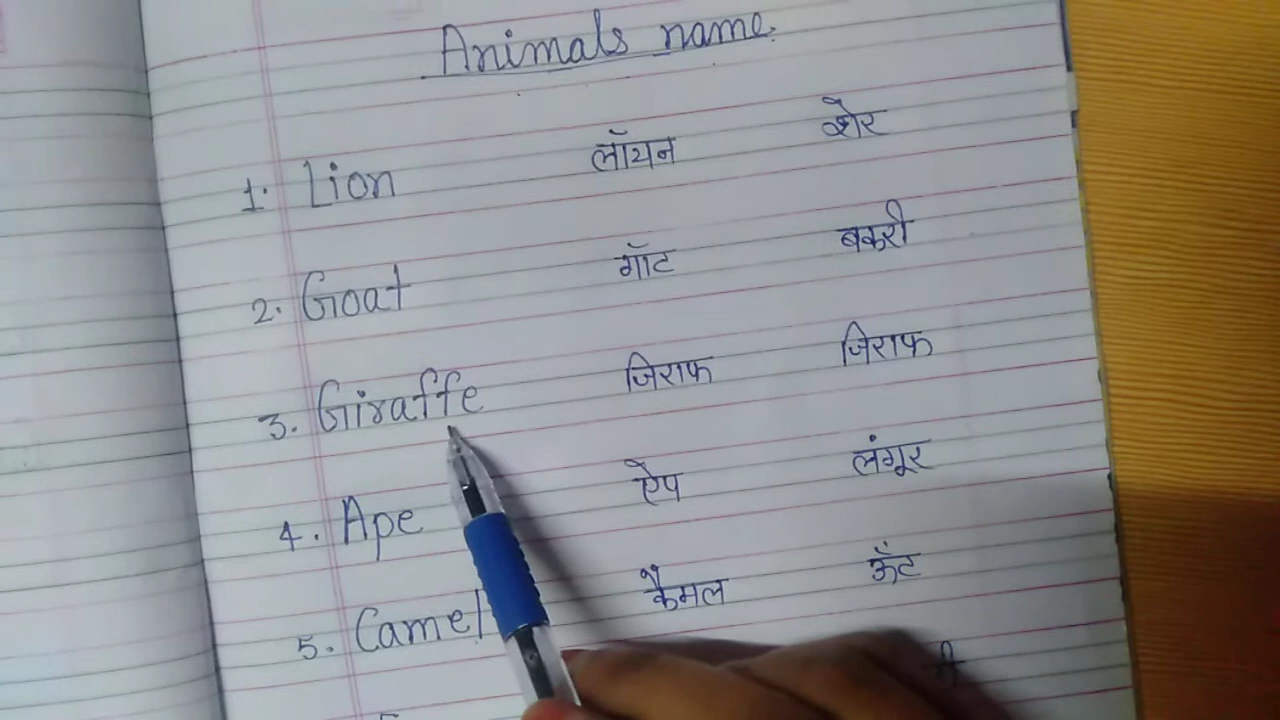 Animals name.
1. Lion लॉयन शेर
2. Goat गॉट बकरी
3. Giraffe जिराफ जिराफ
4. Ape ऐप लंगूर
5. Camel कैमल ऊँट